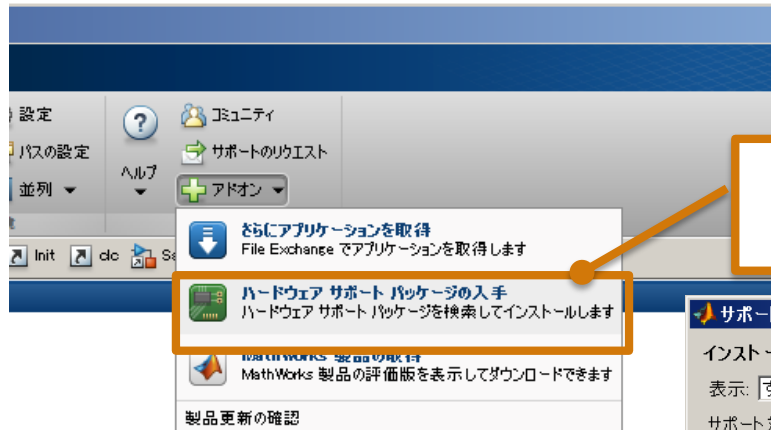 設定
コミュニティ
パスの設定
サポートのリクエスト
ヘルプ
並列
アドオン
さらにアプリケーションを取得
File Exchange でアプリケーションを取得します
Init
clc
ハードウェア サポート パッケージの入手
ハードウェア サポート パッケージを検索してインストールします
MathWorks 製品の取得
MathWorks 製品の評価版を表示してダウンロードできます
製品更新の確認
サポー
インスト
表示:
サポート